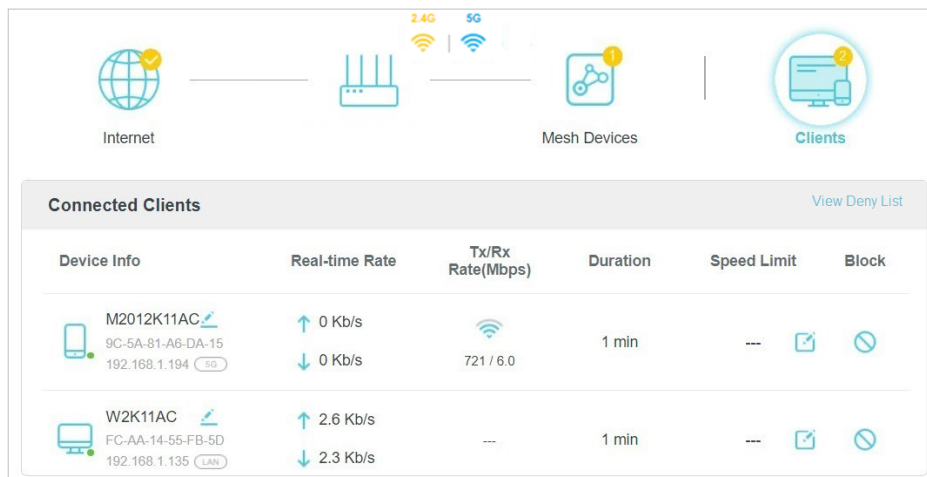 2.4G 5G
1 2
Internet Mesh Devices Clients
Connected Clients View Deny List
Device Info Real-time Rate Tx/Rx Rate(Mbps) Duration Speed Limit Block
M2012K11AC
9C-5A-81-A6-DA-15
192.168.1.194 5G
0 Kb/s
0 Kb/s
721 / 6.0
1 min
---
W2K11AC
FC-AA-14-55-FB-5D
192.168.1.135 LAN
2.6 Kb/s
2.3 Kb/s
---
1 min
---